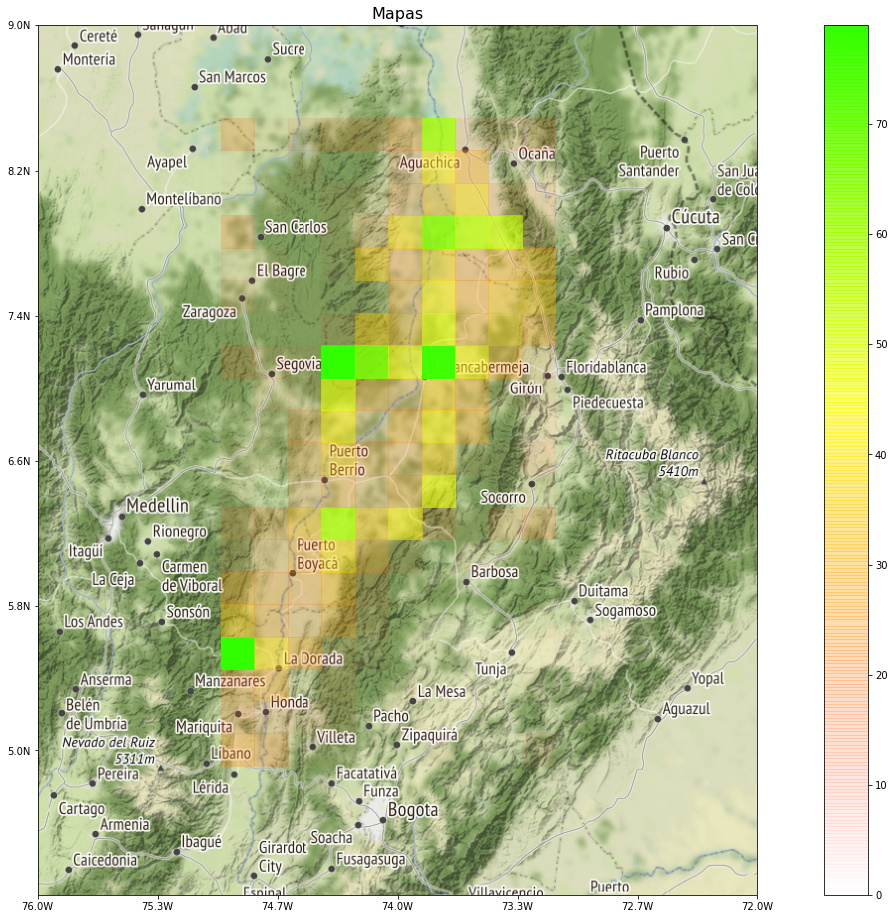 Mapas
9.0N
8.2N
7.4N
6.6N
5.8N
5.0N
76.0W
75.3W
74.7W
74.0W
73.3W
72.7W
72.0W
70
60
50
40
30
20
10
0
Cereté
Monteria
Sahagún
Abad
Sucre
San Marcos
Ayapel
Aguachica
Ocaña
Puerto
Santander
San Jua
de Colo
Montelíbano
San Carlos
Cúcuta
San Cr
Rubio
El Bagre
Zaragoza
Pamplona
Segovia
ancabermeja
Floridablanca
Girón
Piedecuesta
Yarumal
Puerto
Berrío
Ritacuba Blanco
5410m
Socorro
Medellin
Rionegro
Itagüí
La Ceja
Carmen
de Viboral
Puerto
Boyacá
Barbosa
Duitama
Sogamoso
Los Andes
Sonsón
La Dorada
Tunja
Anserma
Manzanares
Belén
de Umbria
Honda
La Mesa
Yopal
Mariquita
Pacho
Aguazul
Nevado del Ruiz
5311m
Villeta
Zipaquirá
Líbano
Pereira
Lérida
Facatativá
Funza
Cartago
Bogota
Armenia
Soacha
Ibagué
Girardot
City
Caicedonia
Fusagasuga
Espinal
Villavicencio
Puerto